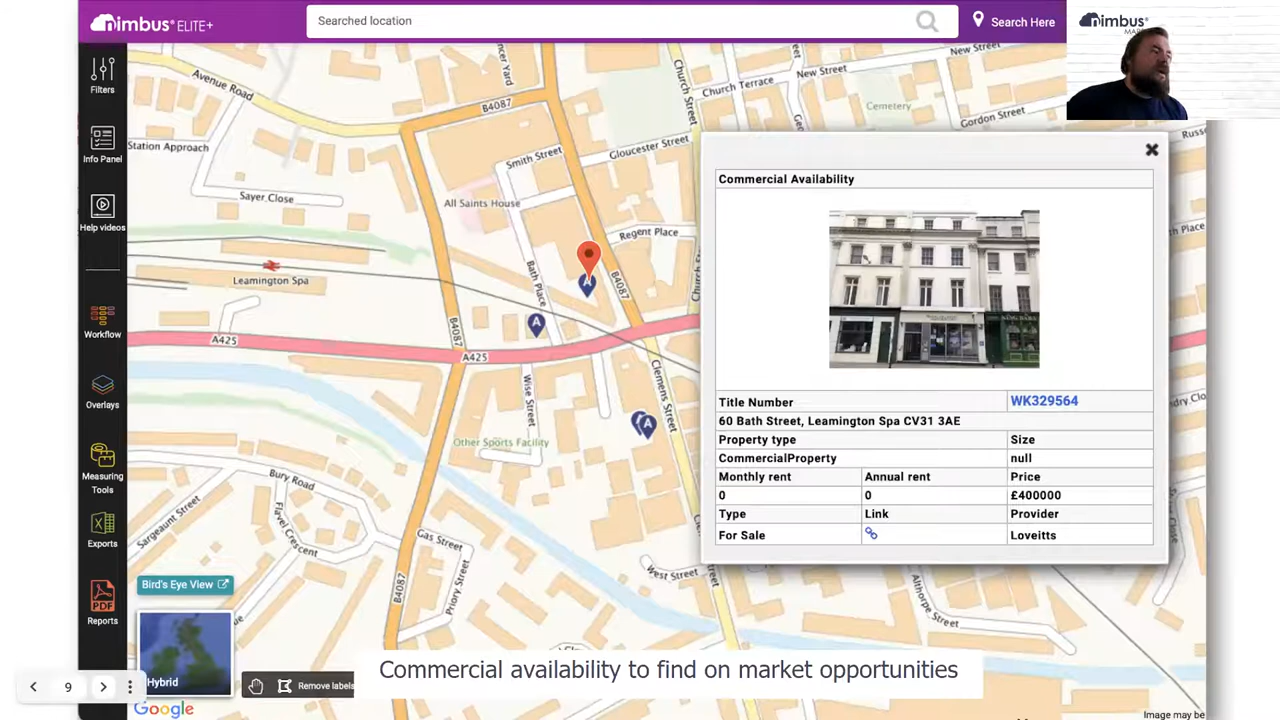 nimbus® ELITE+
Searched location
Search Here
nimbus®
Filters
Info Panel
Help videos
Workflow
Overlays
Measuring
Tools
Exports
PDF
Reports
Avenue Road
B4087
Church Street
Church Terrace
New Street
New Street
Cemetery
Gordon Street
Station Approach
Smith Street
Gloucester Street
Sayer Close
All Saints House
Regent Place
Leamington Spa
Bath Place
B4087
A
A
A425
B4087
A425
Wise Street
Clemens Street
A
Other Sports Facility
Bury Road
Sargeaunt Street
Flavel Crescent
Gas Street
West Street
Priory Street
B4087
Althorpe Street
Commercial Availability
Title Number WK329564
60 Bath Street, Leamington Spa CV31 3AE
Property type Size
CommercialProperty null
Monthly rent Annual rent Price
0 0 £400000
Type Link Provider
For Sale Loveitts
Bird's Eye View
Hybrid
Remove labels
9
Google
Commercial availability to find on market opportunities
Image may be